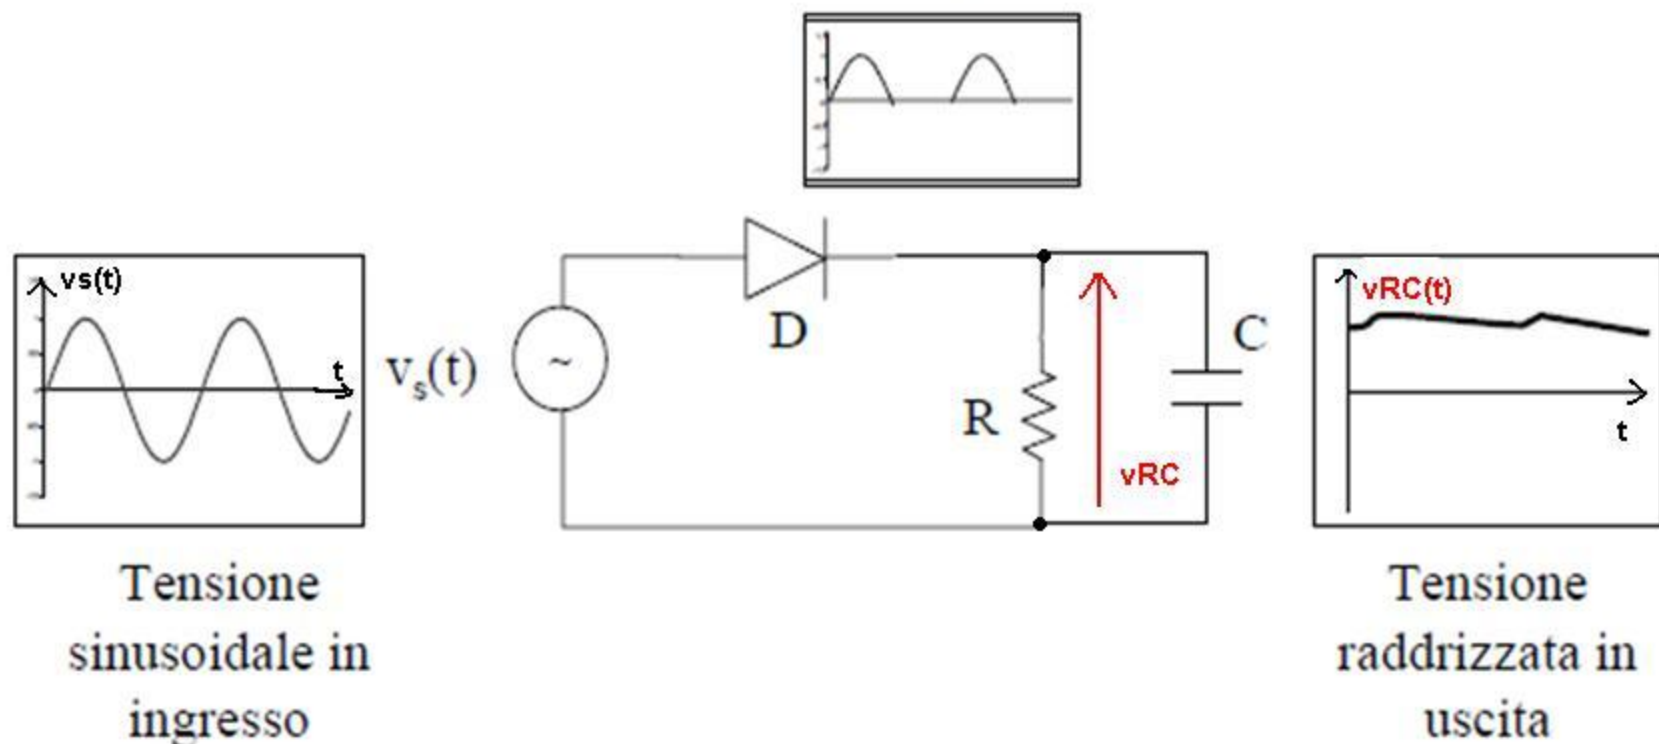 vs(t)
t
Tensione
sinusoidale in
ingresso
vs(t)
~
D
R
vRC
C
vRC(t)
t
Tensione
raddrizzata in
uscita